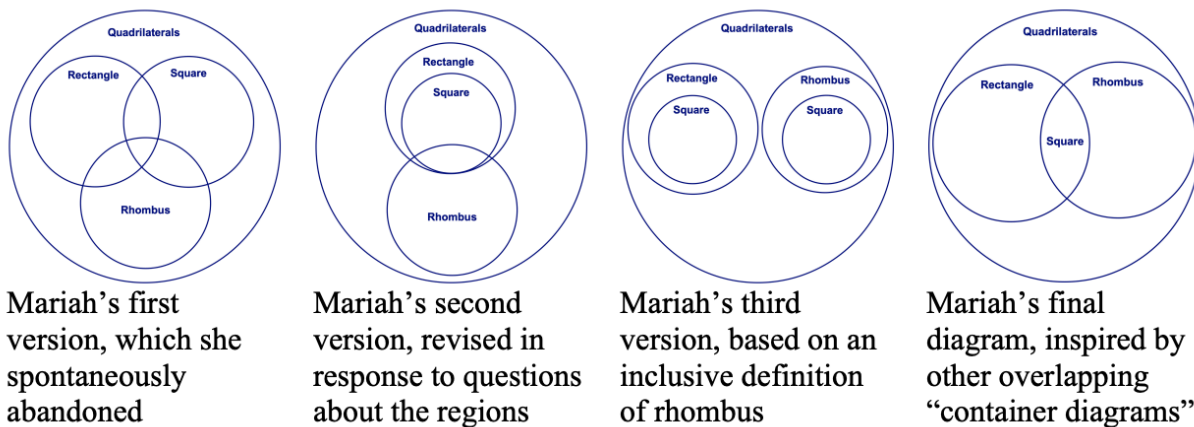 Quadrilaterals
Rectangle
Square
Rhombus
Mariah's first
version, which she
spontaneously
abandoned
Quadrilaterals
Rectangle
Square
Rhombus
Mariah's second
version, revised in
response to questions
about the regions
Quadrilaterals
Rectangle
Rhombus
Square
Square
Mariah's third
version, based on an
inclusive definition
of rhombus
Quadrilaterals
Rectangle
Rhombus
Square
Mariah's final
diagram, inspired by
other overlapping
“container diagrams”